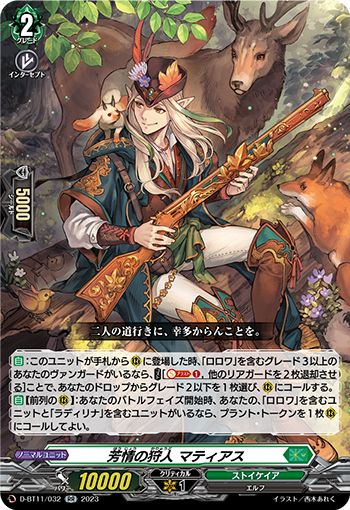 2
グレード
インターセプト
シールド
5000
二人の道行きに、幸多からんことを。
自:このユニットが手札からRに登場した時、「ロロワ」を含むグレード3以上の
あなたのヴァンガードがいるなら、【コスト】[CB1、他のリアガードを2枚退却させ
る]ことで、あなたのドロップからグレード2以下を1枚選び、Rにコールする。
自【前列のR】:あなたのバトルフェイズ開始時、あなたの、「ロロワ」を含むユ
ニットと「ラディリナ」を含むユニットがいるなら、プラント・トークンを1枚
Rにコールしてよい。
ノーマルユニット
芳情の狩人 マティアス
パワー
10000
クリティカル
1
ストイケイア
エルフ
D-BT11/032 RR 2023
イラスト/西木あれく